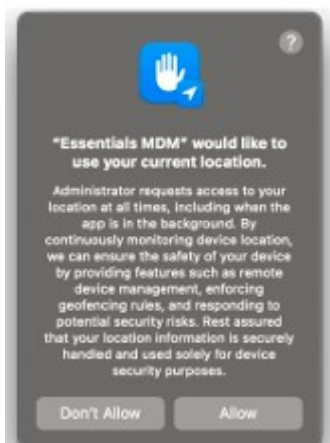 ?
"Essentials MDM" would like to
use your current location.
Administrator requests access to your
location at all times, including when the
app is in the background. By
continuously monitoring device location,
we can ensure the safety of your device
by providing features such as remote
device management, enforcing
geofencing rules, and responding to
potential security risks. Rest assured
that your location information is securely
handled and used solely for device
security purposes.
Don't Allow Allow